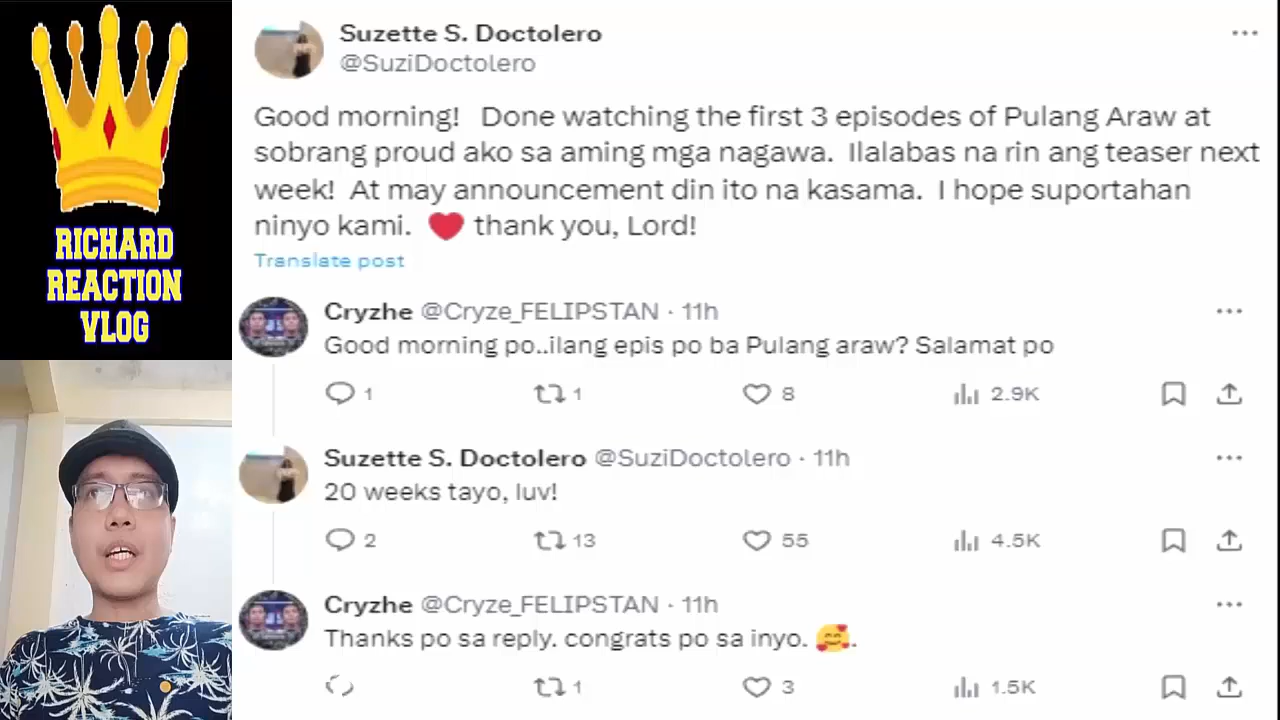 RICHARD
REACTION
VLOG
Suzette S. Doctolero
@SuziDoctolero
Good morning! Done watching the first 3 episodes of Pulang Araw at
sobrang proud ako sa aming mga nagawa. Ilalabas na rin ang teaser next
week! At may announcement din ito na kasama. I hope suportahan
ninyo kami. ❤️ thank you, Lord!
Translate post
Cryzhe @Cryze_FELIPSTAN · 11h
Good morning po..ilang epis po ba Pulang araw? Salamat po
1 1 8 2.9K
Suzette S. Doctolero @SuziDoctolero · 11h
20 weeks tayo, luv!
2 13 55 4.5K
Cryzhe @Cryze_FELIPSTAN · 11h
Thanks po sa reply. congrats po sa inyo. 🥰.
1 3 1.5K